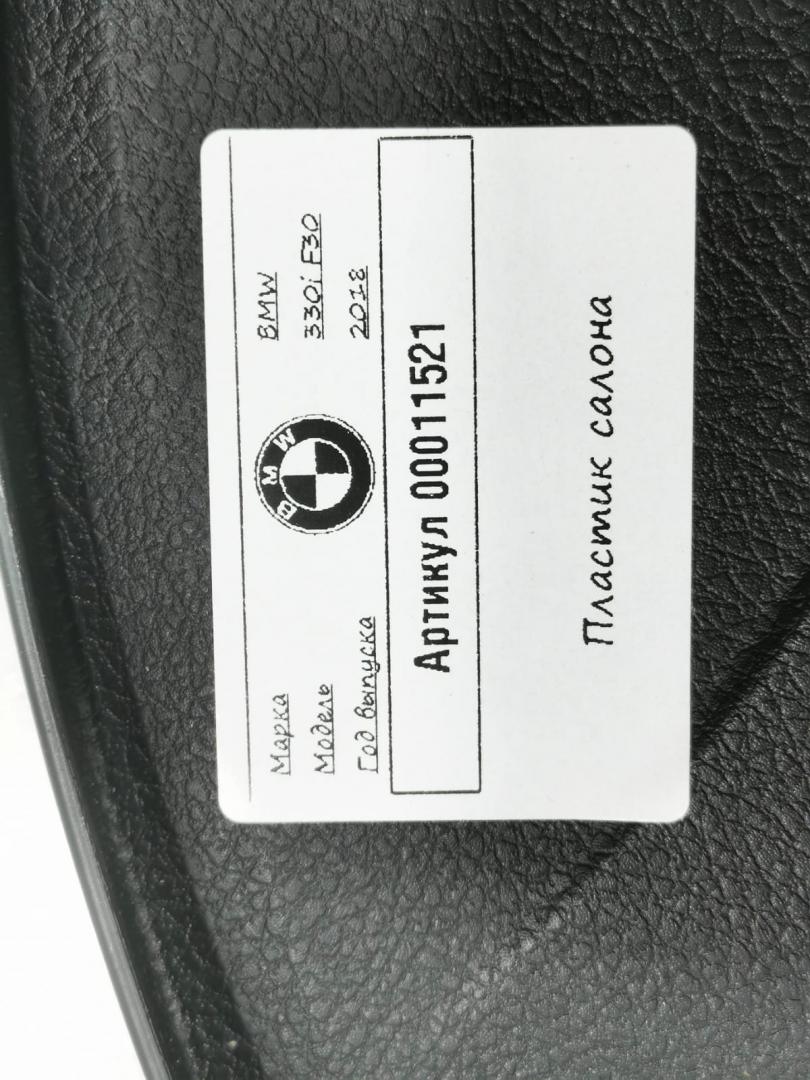 Марка BMW
Модель 330i F30
Год выпуска 2018
BMW
Артикул 00011521
Пластик салона